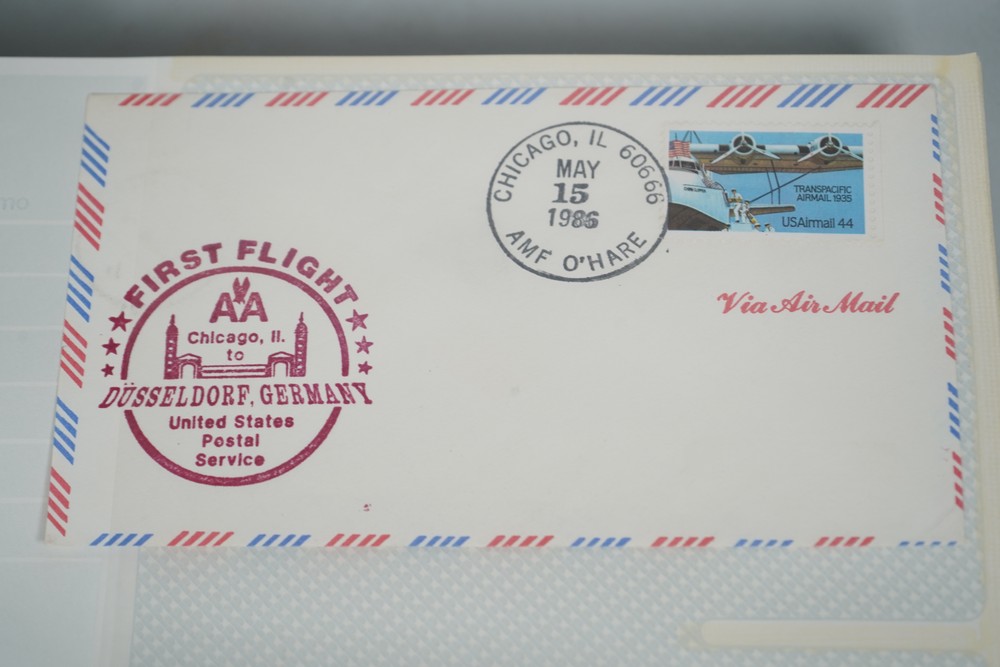 CHICAGO, IL 60666
MAY
15
1986
AMF O'HARE
TRANSPACIFIC
AIRMAIL 1935
USAirmail 44
Via Air Mail
FIRST FLIGHT
AA
Chicago, Il.
to
DÜSSELDORF, GERMANY
United States
Postal
Service